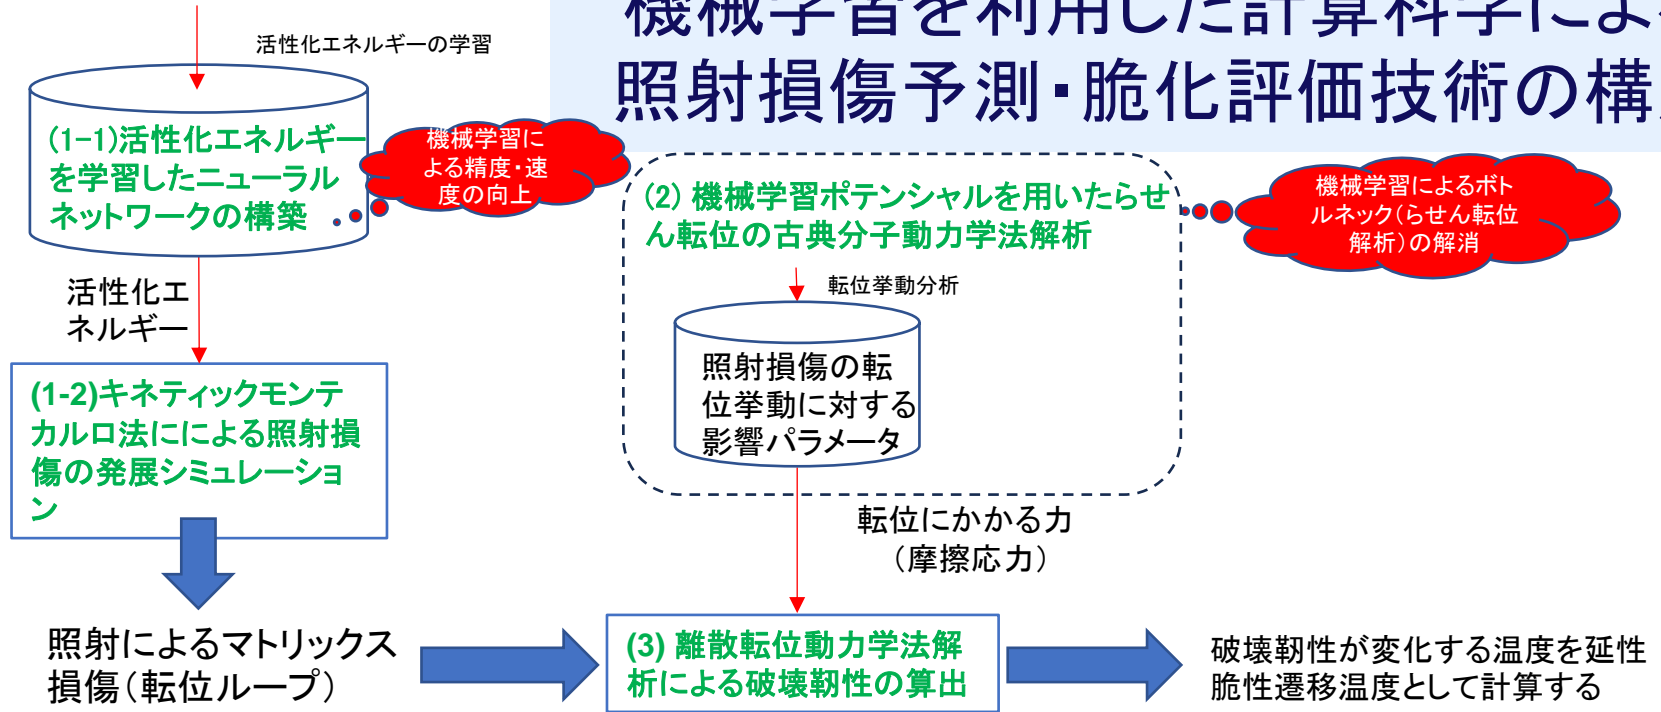 機械学習を利用した計算科学による
照射損傷予測・脆化評価技術の構
活性化エネルギーの学習
(1-1)活性化エネルギー
を学習したニューラル
ネットワークの構築
機械学習に
よる精度・速
度の向上
活性化エ
ネルギー
(1-2)キネティックモンテ
カルロ法にによる照射損
傷の発展シミュレーショ
ン
照射によるマトリックス
損傷（転位ループ）
(2) 機械学習ポテンシャルを用いたらせ
ん転位の古典分子動力学法解析
機械学習によるボト
ルネック（らせん転位
解析）の解消
転位挙動分析
照射損傷の転
位挙動に対する
影響パラメータ
転位にかかる力
（摩擦応力）
(3) 離散転位動力学法解
析による破壊靭性の算出
破壊靭性が変化する温度を延性
脆性遷移温度として計算する